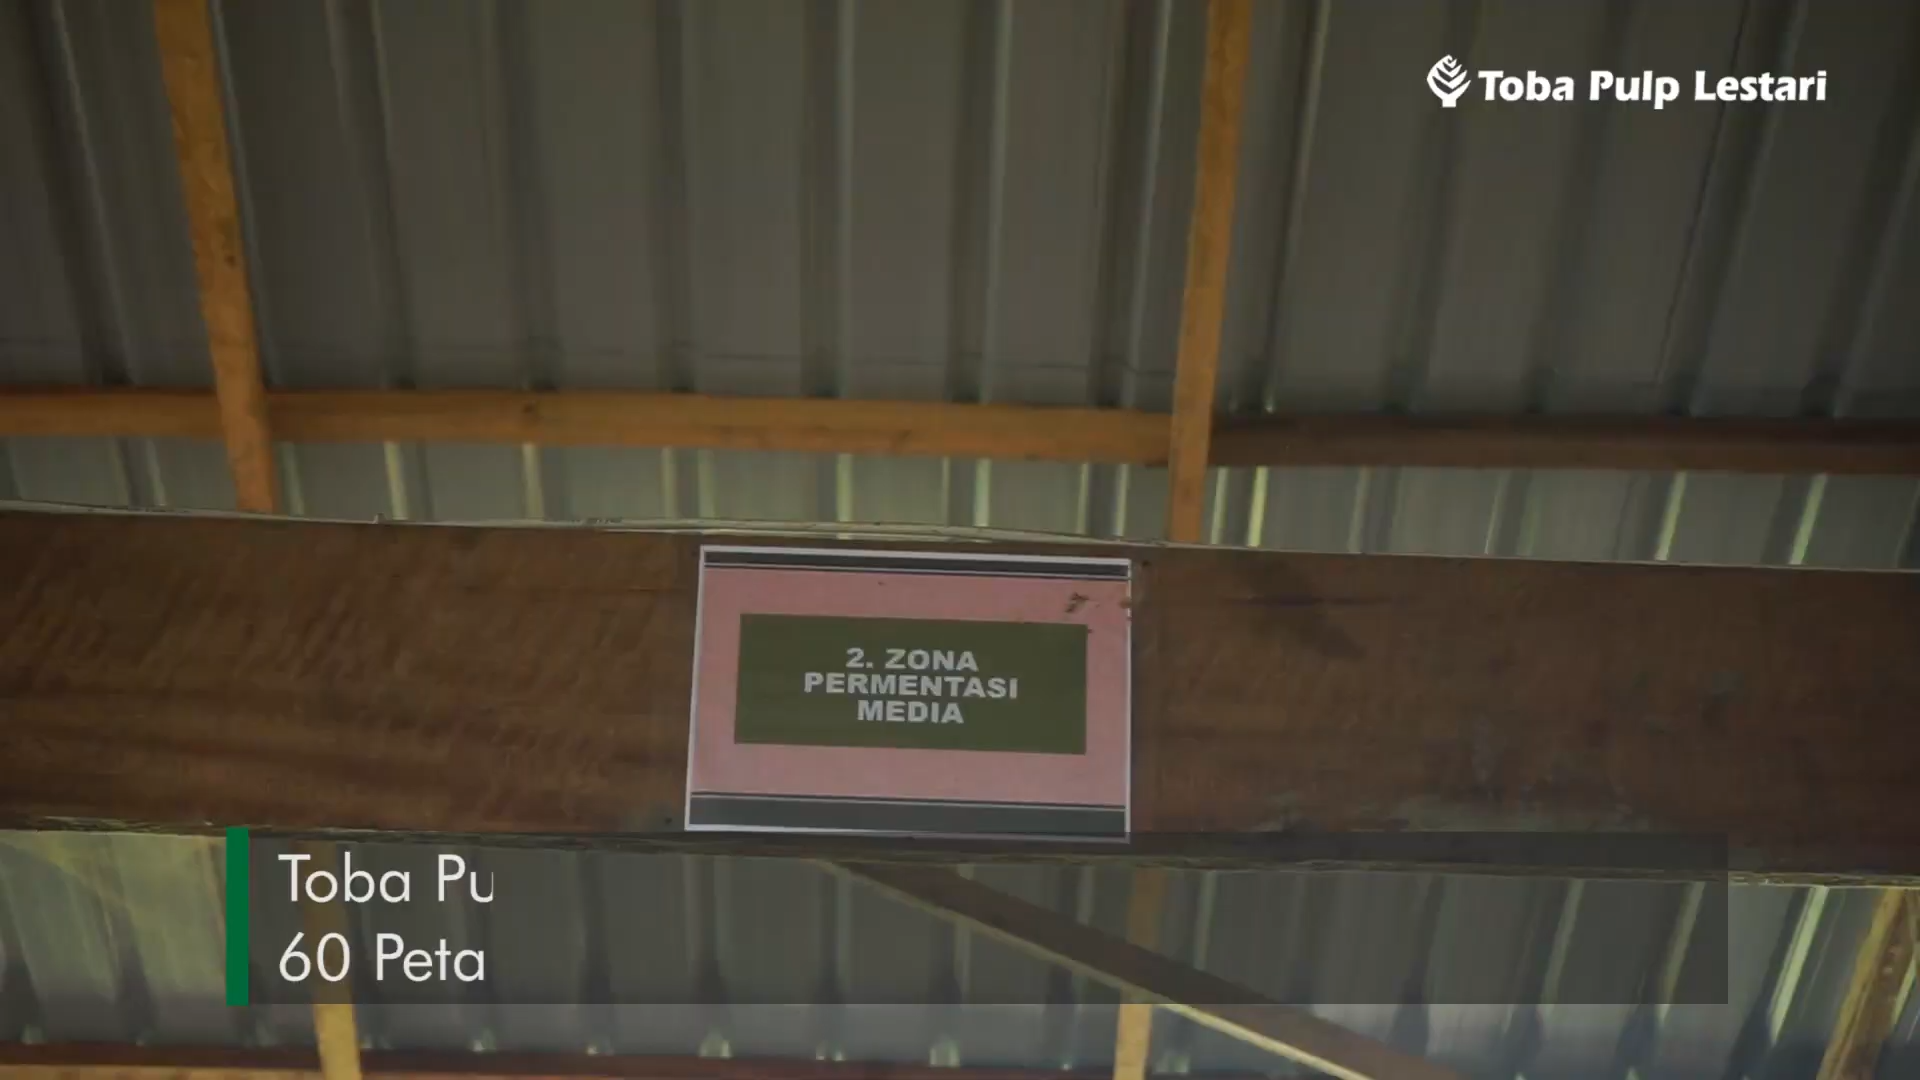 Toba Pulp Lestari
2. ZONA
PERMENTASI
MEDIA
Toba Pu
60 Peta